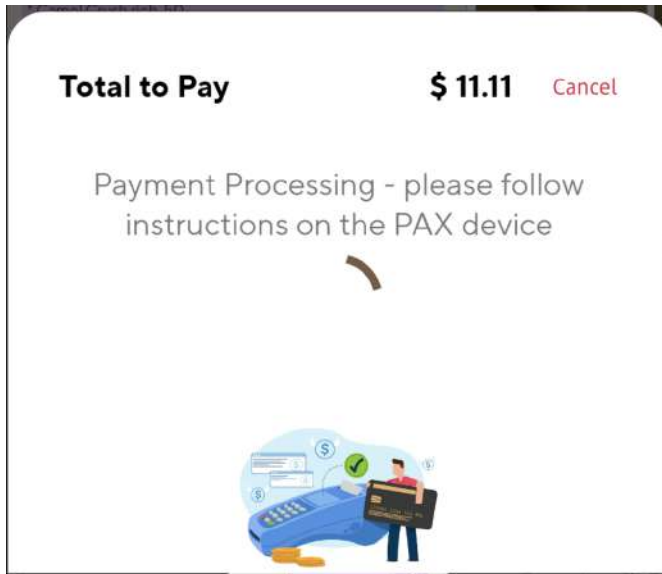 Total to Pay $ 11.11 Cancel
Payment Processing - please follow
instructions on the PAX device